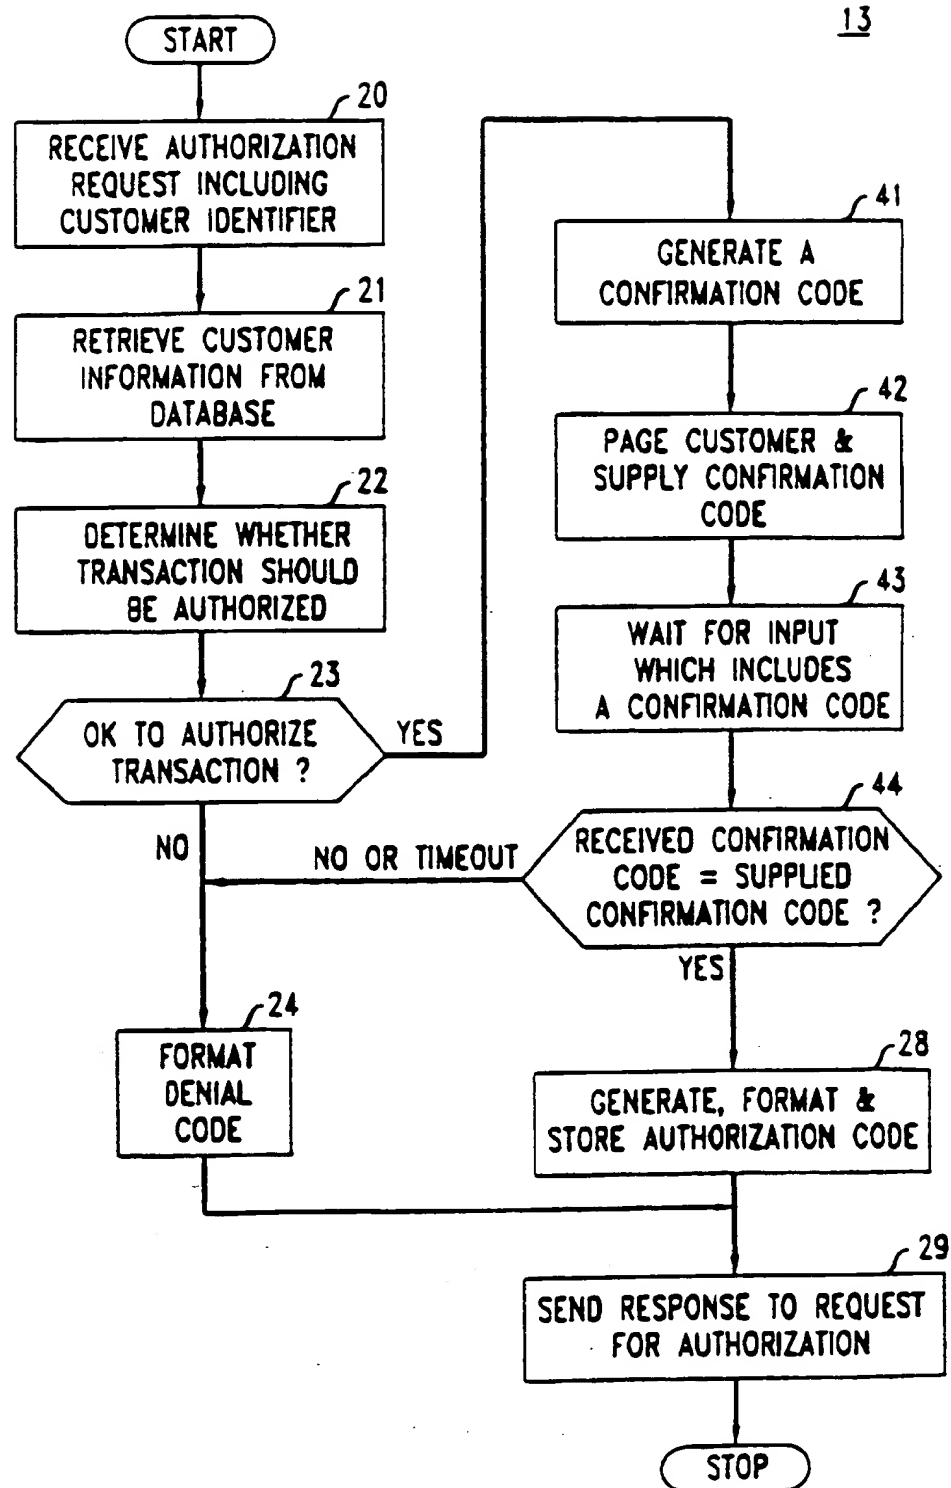 13
START
20
RECEIVE AUTHORIZATION
REQUEST INCLUDING
CUSTOMER IDENTIFIER
21
RETRIEVE CUSTOMER
INFORMATION FROM
DATABASE
22
DETERMINE WHETHER
TRANSACTION SHOULD
BE AUTHORIZED
23
OK TO AUTHORIZE
TRANSACTION ?
YES
NO
41
GENERATE A
CONFIRMATION CODE
42
PAGE CUSTOMER &
SUPPLY CONFIRMATION
CODE
43
WAIT FOR INPUT
WHICH INCLUDES
A CONFIRMATION CODE
44
RECEIVED CONFIRMATION
CODE = SUPPLIED
CONFIRMATION CODE ?
NO OR TIMEOUT
YES
24
FORMAT
DENIAL
CODE
28
GENERATE, FORMAT &
STORE AUTHORIZATION CODE
29
SEND RESPONSE TO REQUEST
FOR AUTHORIZATION
STOP